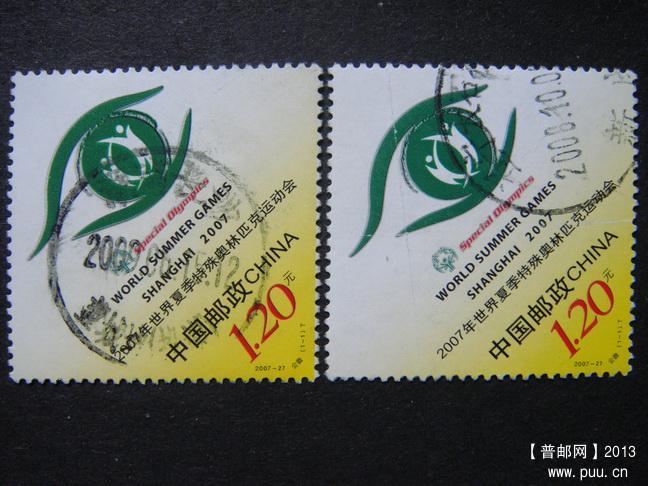 Special Olympics
WORLD SUMMER GAMES
SHANGHAI 2007
2007年世界夏季特殊奥林匹克运动会
中国邮政CHINA
1.20元
2007-27
(1-1)T
2008.10.0
Special Olympics
WORLD SUMMER GAMES
SHANGHAI 2007
2007年世界夏季特殊奥林匹克运动会
中国邮政CHINA
1.20元
2007-27
(1-1)T
【普邮网】2013
www.puu.cn